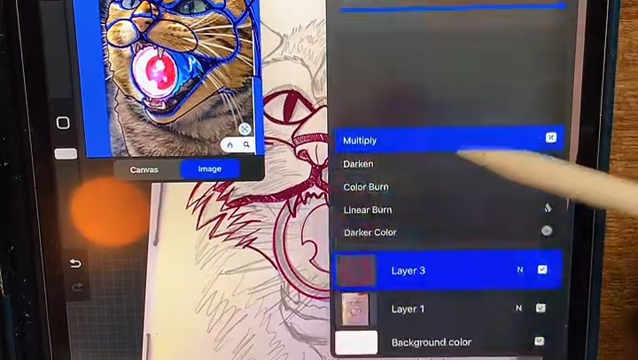 Multiply
Darken
Color Burn
Linear Burn
Darker Color
Canvas
Image
Layer 3 N
Layer 1 N
Background color